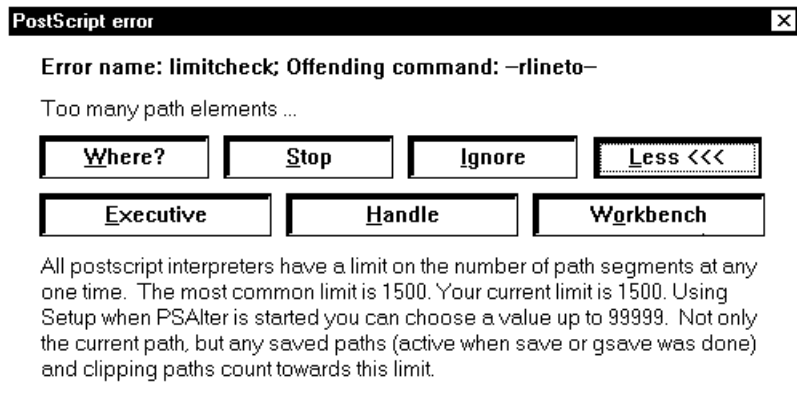 PostScript error
Error name: limitcheck; Offending command: –rlineto–
Too many path elements ...
Where? Stop Ignore Less <<<
Executive Handle Workbench
All postscript interpreters have a limit on the number of path segments at any
one time.  The most common limit is 1500. Your current limit is 1500. Using
Setup when PSAlter is started you can choose a value up to 99999.  Not only
the current path, but any saved paths (active when save or gsave was done)
and clipping paths count towards this limit.